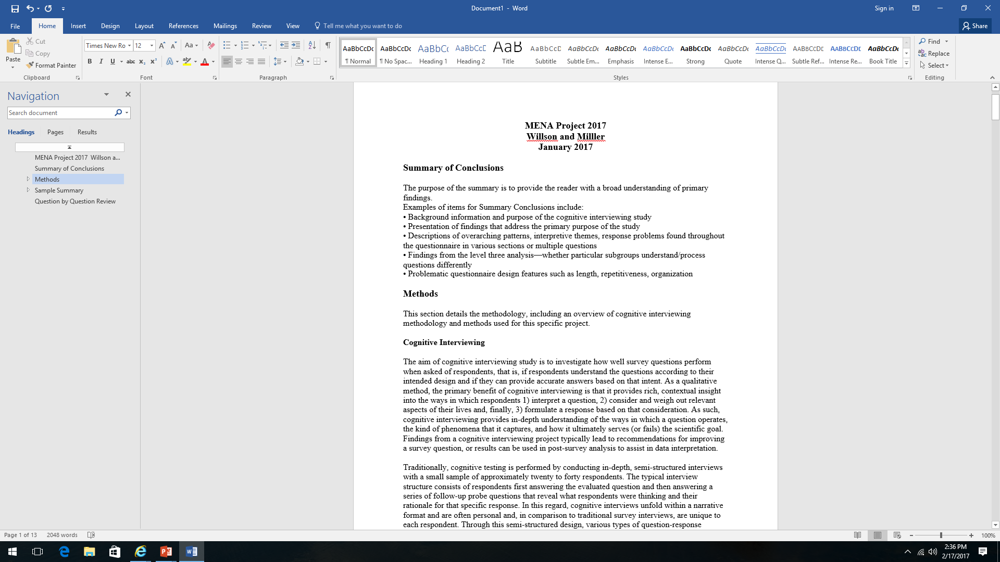 Document1 - Word
Sign in
File
Home
Insert
Design
Layout
References
Mailings
Review
View
Tell me what you want to do
Share
Paste
Cut
Copy
Format Painter
Clipboard
Times New Ro
12
Aa
B I U abc x₂ x²
Font
Paragraph
AaBbCcDc AaBbCcDc AaBbCc AaBbCcD AaB AaBbCcD AaBbCcDc AaBbCcDc AaBbCcDc AaBbCcDc AaBbCcDc AaBbCcDc AABBCCDE AABBCCDE AaBbCcDc
¶ Normal ¶ No Spac... Heading 1 Heading 2 Title Subtitle Subtle Em... Emphasis Intense E... Strong Quote Intense Q... Subtle Ref... Intense Re... Book Title
Styles
Find
Replace
Select
Editing
Navigation
Search document
Headings Pages Results
MENA Project 2017 Willson a...
Summary of Conclusions
Methods
Sample Summary
Question by Question Review
MENA Project 2017
Willson and Milller
January 2017
Summary of Conclusions
The purpose of the summary is to provide the reader with a broad understanding of primary
findings.
Examples of items for Summary Conclusions include:
• Background information and purpose of the cognitive interviewing study
• Presentation of findings that address the primary purpose of the study
• Descriptions of overarching patterns, interpretive themes, response problems found throughout
the questionnaire in various sections or multiple questions
• Findings from the level three analysis—whether particular subgroups understand/process
questions differently
• Problematic questionnaire design features such as length, repetitiveness, organization
Methods
This section details the methodology, including an overview of cognitive interviewing
methodology and methods used for this specific project.
Cognitive Interviewing
The aim of cognitive interviewing study is to investigate how well survey questions perform
when asked of respondents, that is, if respondents understand the questions according to their
intended design and if they can provide accurate answers based on that intent. As a qualitative
method, the primary benefit of cognitive interviewing is that it provides rich, contextual insight
into the ways in which respondents 1) interpret a question, 2) consider and weigh out relevant
aspects of their lives and, finally, 3) formulate a response based on that consideration. As such,
cognitive interviewing provides in-depth understanding of the ways in which a question operates,
the kind of phenomena that it captures, and how it ultimately serves (or fails) the scientific goal.
Findings from a cognitive interviewing project typically lead to recommendations for improving
a survey question, or results can be used in post-survey analysis to assist in data interpretation.
Traditionally, cognitive testing is performed by conducting in-depth, semi-structured interviews
with a small sample of approximately twenty to forty respondents. The typical interview
structure consists of respondents first answering the evaluated question and then answering a
series of follow-up probe questions that reveal what respondents were thinking and their
rationale for that specific response. In this regard, cognitive interviews unfold within a narrative
format and are often personal and, in comparison to traditional survey interviews, are unique to
each respondent. Through this semi-structured design, various types of question-response
Page 1 of 13 2048 words
100%
2:36 PM
2/17/2017